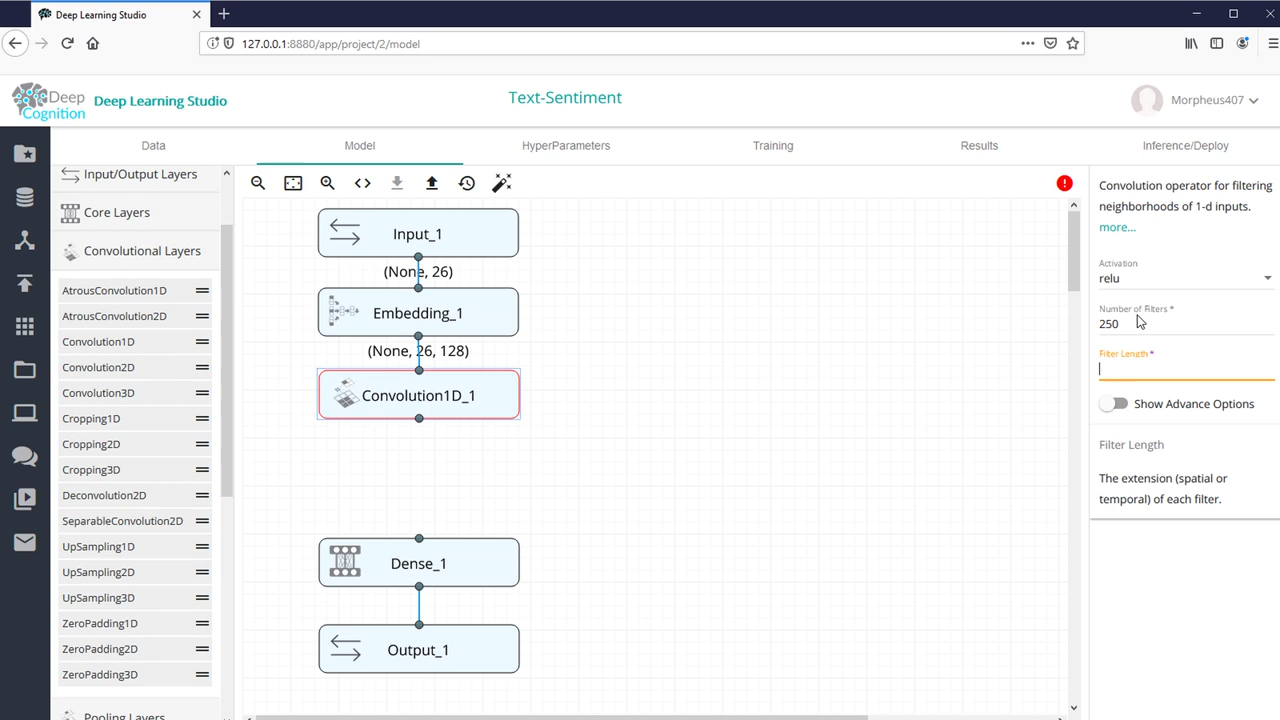 Deep Learning Studio
127.0.0.1:8880/app/project/2/model
Deep
Cognition
Deep Learning Studio
Text-Sentiment
Morpheus407
Data
Model
HyperParameters
Training
Results
Inference/Deploy
Input/Output Layers
Core Layers
Convolutional Layers
AtrousConvolution1D
AtrousConvolution2D
Convolution1D
Convolution2D
Convolution3D
Cropping1D
Cropping2D
Cropping3D
Deconvolution2D
SeparableConvolution2D
UpSampling1D
UpSampling2D
UpSampling3D
ZeroPadding1D
ZeroPadding2D
ZeroPadding3D
Pooling Layers
Input_1
(None, 26)
Embedding_1
(None, 26, 128)
Convolution1D_1
Dense_1
Output_1
Convolution operator for filtering
neighborhoods of 1-d inputs.
more...
Activation
relu
Number of Filters *
250
Filter Length *
Show Advance Options
Filter Length
The extension (spatial or
temporal) of each filter.